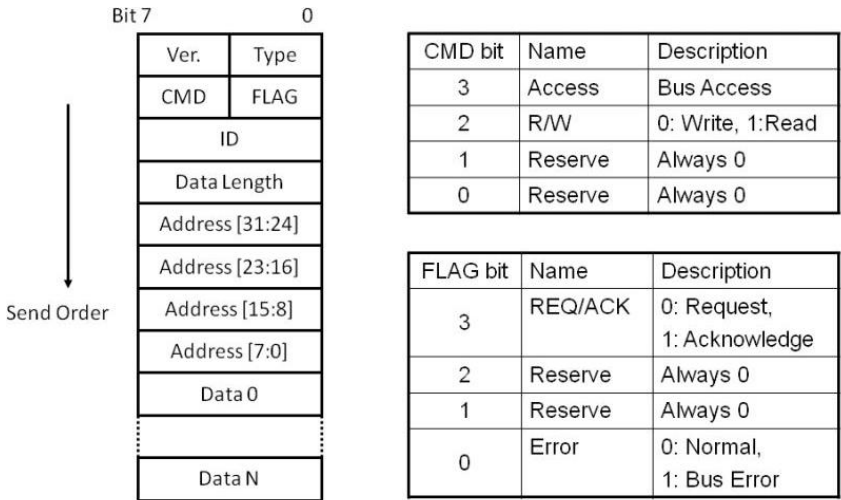 Bit 7 0
Ver. Type
CMD FLAG
ID
Data Length
Address [31:24]
Address [23:16]
Address [15:8]
Address [7:0]
Data 0
Data N
Send Order
CMD bit Name Description
3 Access Bus Access
2 R/W 0: Write, 1:Read
1 Reserve Always 0
0 Reserve Always 0
FLAG bit Name Description
3 REQ/ACK 0: Request,
1: Acknowledge
2 Reserve Always 0
1 Reserve Always 0
0 Error 0: Normal,
1: Bus Error